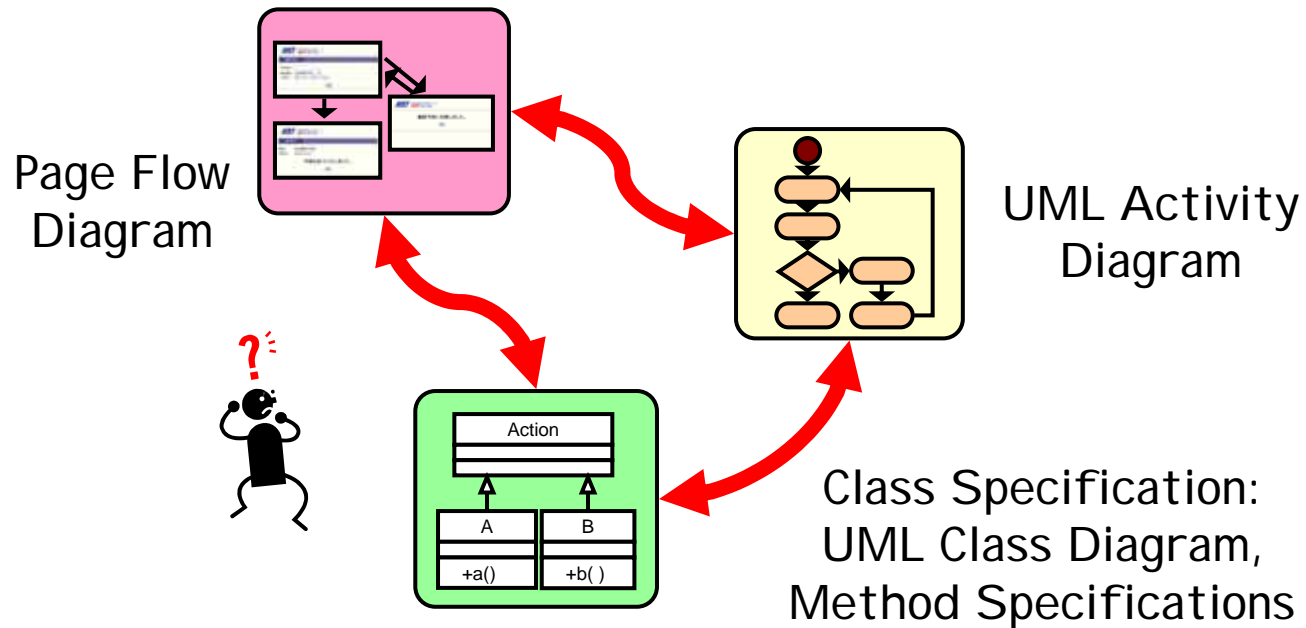 Page Flow
Diagram
UML Activity
Diagram
?
Action
A
B
+a()
+b( )
Class Specification:
UML Class Diagram,
Method Specifications